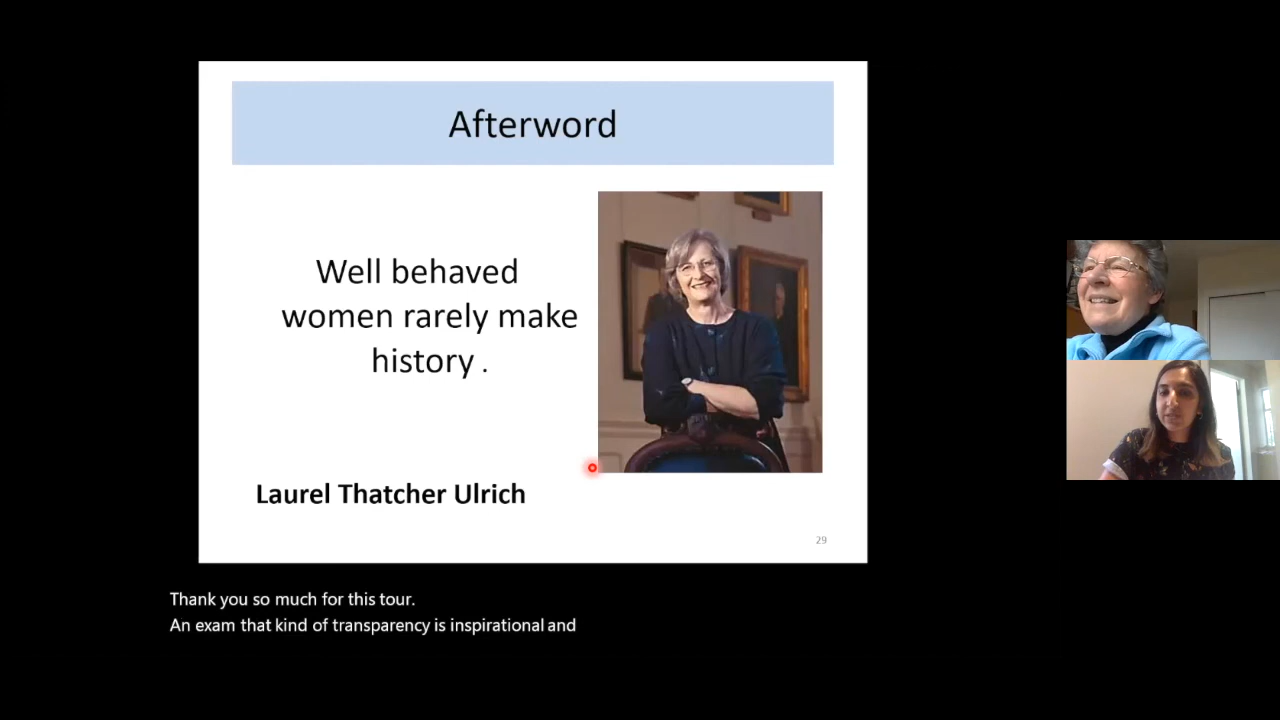 Afterword
Well behaved
women rarely make
history .
Laurel Thatcher Ulrich
29
Thank you so much for this tour.
An exam that kind of transparency is inspirational and